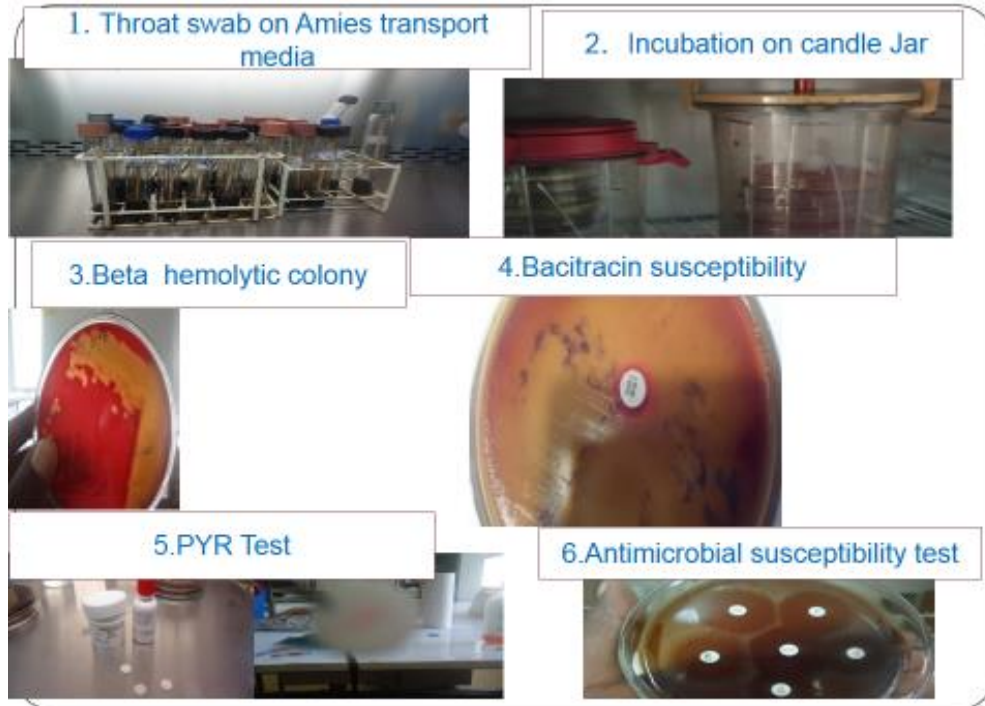 1. Throat swab on Amies transport
media
2. Incubation on candle Jar
3.Beta hemolytic colony
4.Bacitracin susceptibility
5.PYR Test
6.Antimicrobial susceptibility test